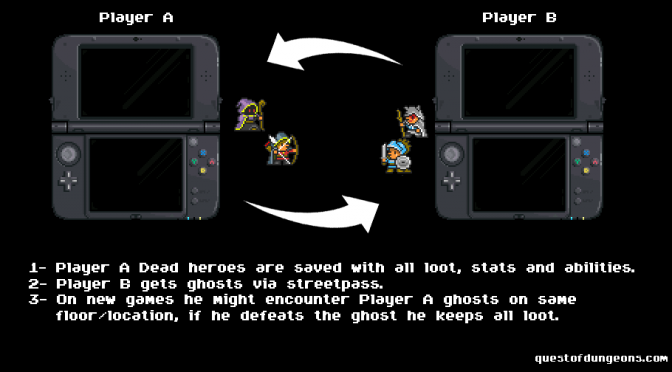 Player A
Player B
1- Player A Dead heroes are saved with all loot, stats and abilities.
2- Player B gets ghosts via streetpass.
3- On new games he might encounter Player A ghosts on same
floor/location, if he defeats the ghost he keeps all loot.
questofdungeons.com